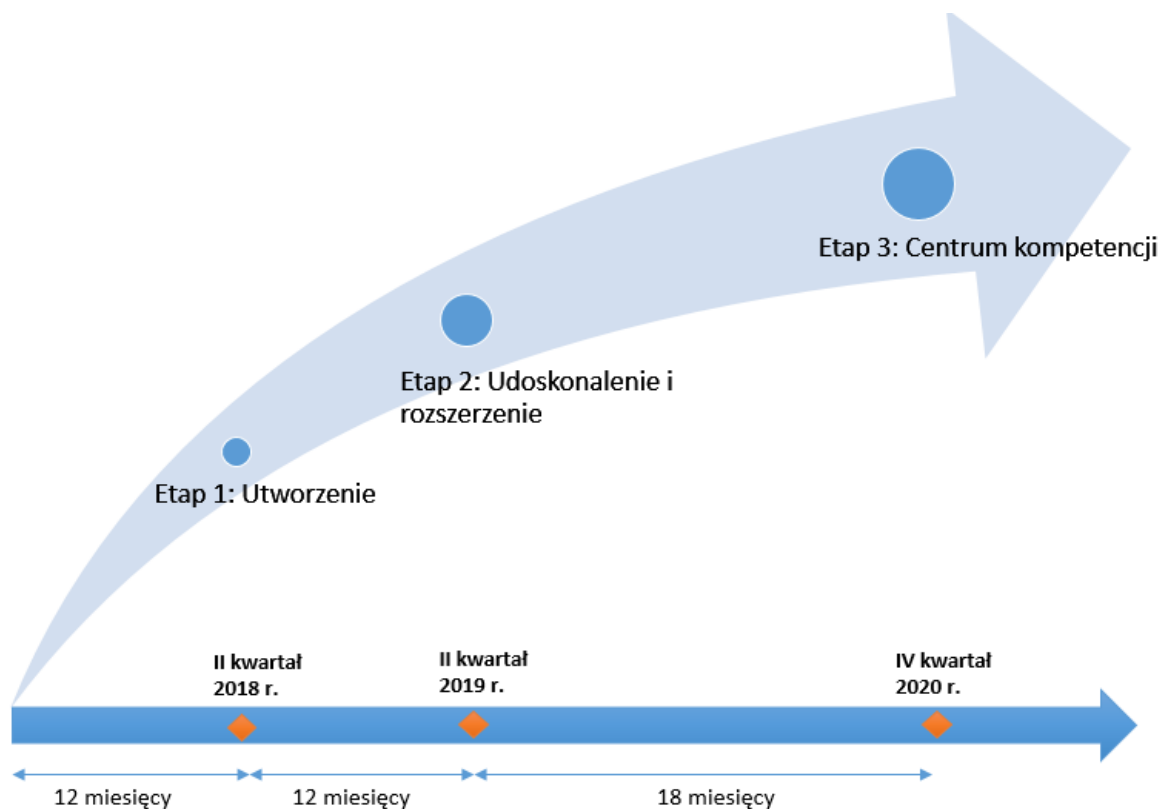 Etap 3: Centrum kompetencji
Etap 2: Udoskonalenie i
rozszerzenie
Etap 1: Utworzenie
II kwartał
2018 r.
II kwartał
2019 r.
IV kwartał
2020 r.
12 miesięcy
12 miesięcy
18 miesięcy